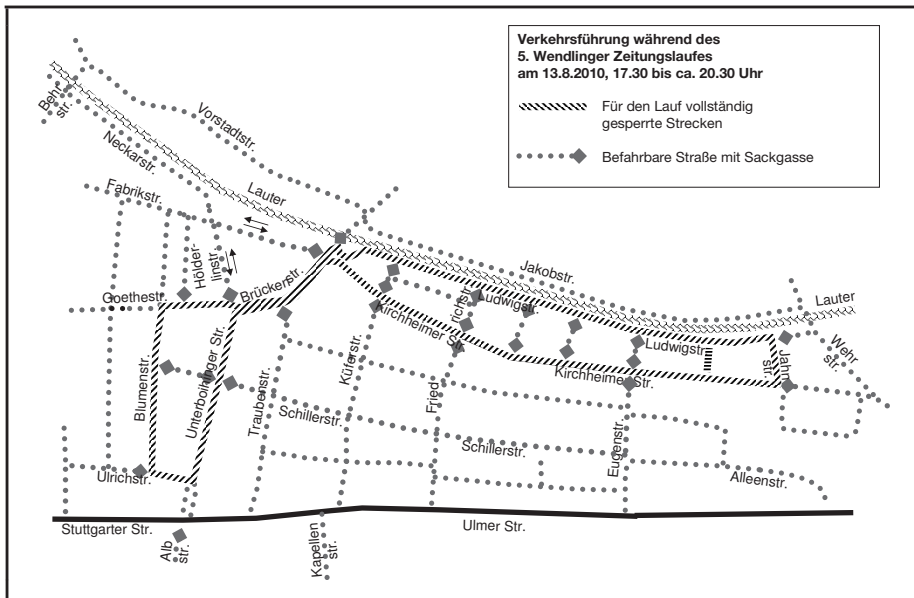 Verkehrsführung während des
5. Wendlinger Zeitungslaufes
am 13.8.2010, 17.30 bis ca. 20.30 Uhr
Für den Lauf vollständig
gesperrte Strecken
Befahrbare Straße mit Sackgasse
Behr-
str.
Neckarstr.
Vorstadtstr.
Fabrikstr.
Lauter
Hölder-
linstr.
Goethestr.
Brückenstr.
Jakobstr.
Lauter
Ludwigstr.
Fried
richstr.
Kirchheimer Str.
Ludwigstr.
Wehr
str.
Jahn
str.
Kirchheimer Str.
Küferstr.
Blumenstr.
Unterboihinger Str.
Traubenstr.
Schillerstr.
Schillerstr.
Eugenstr.
Alleenstr.
Ulrichstr.
Stuttgarter Str.
Ulmer Str.
Alb
str.
Kapellen
str.